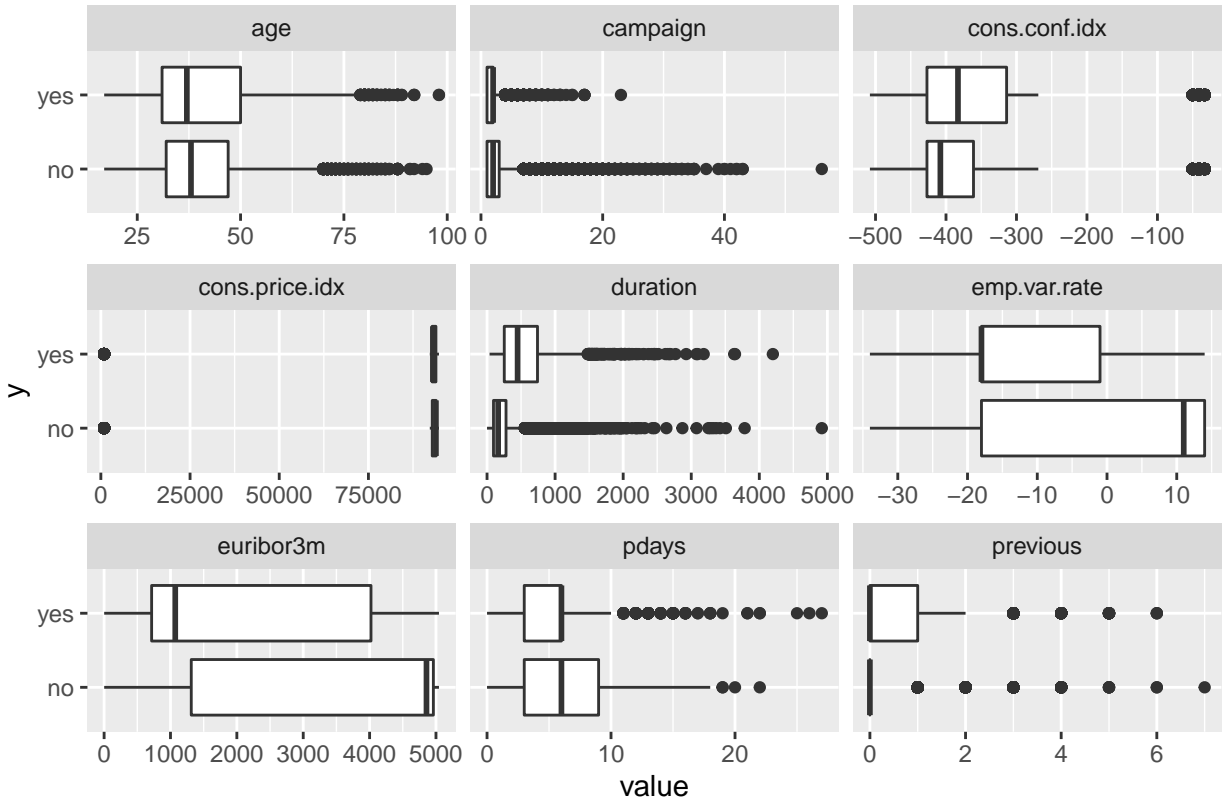 age campaign cons.conf.idx
yes
no
25 50 75 100 0 20 40 −500 −400 −300 −200 −100
cons.price.idx duration emp.var.rate
yes
no
0 25000 50000 75000 0 1000 2000 3000 4000 5000 −30 −20 −10 0 10
euribor3m pdays previous
yes
no
0 1000 2000 3000 4000 5000 0 10 20 0 2 4 6
value
y